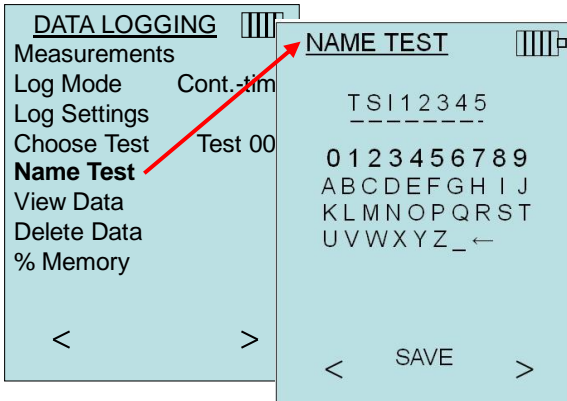 DATA LOGGING
Measurements
Log Mode Cont.-tim
Log Settings
Choose Test Test 00
Name Test
View Data
Delete Data
% Memory
< >
NAME TEST
TSI12345
0123456789
ABCDEFGHIJ
KLMNOPQRST
UVWXYZ_←
< SAVE >